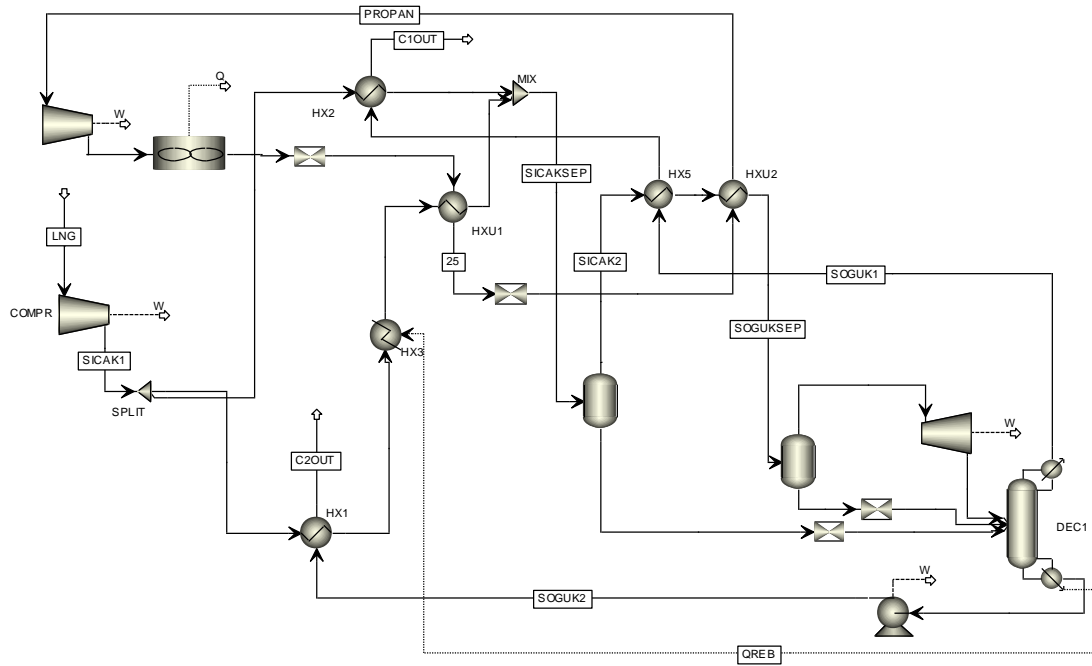 PROPAN
C1OUT
Q
MIX
W
HX2
SICAKSEP
HX5
HXU2
LNG
HXU1
25
SICAK2
SOGUK1
COMPR
W
SOGUKSEP
SICAK1
HX3
SPLIT
W
C2OUT
HX1
DEC1
W
SOGUK2
QREB